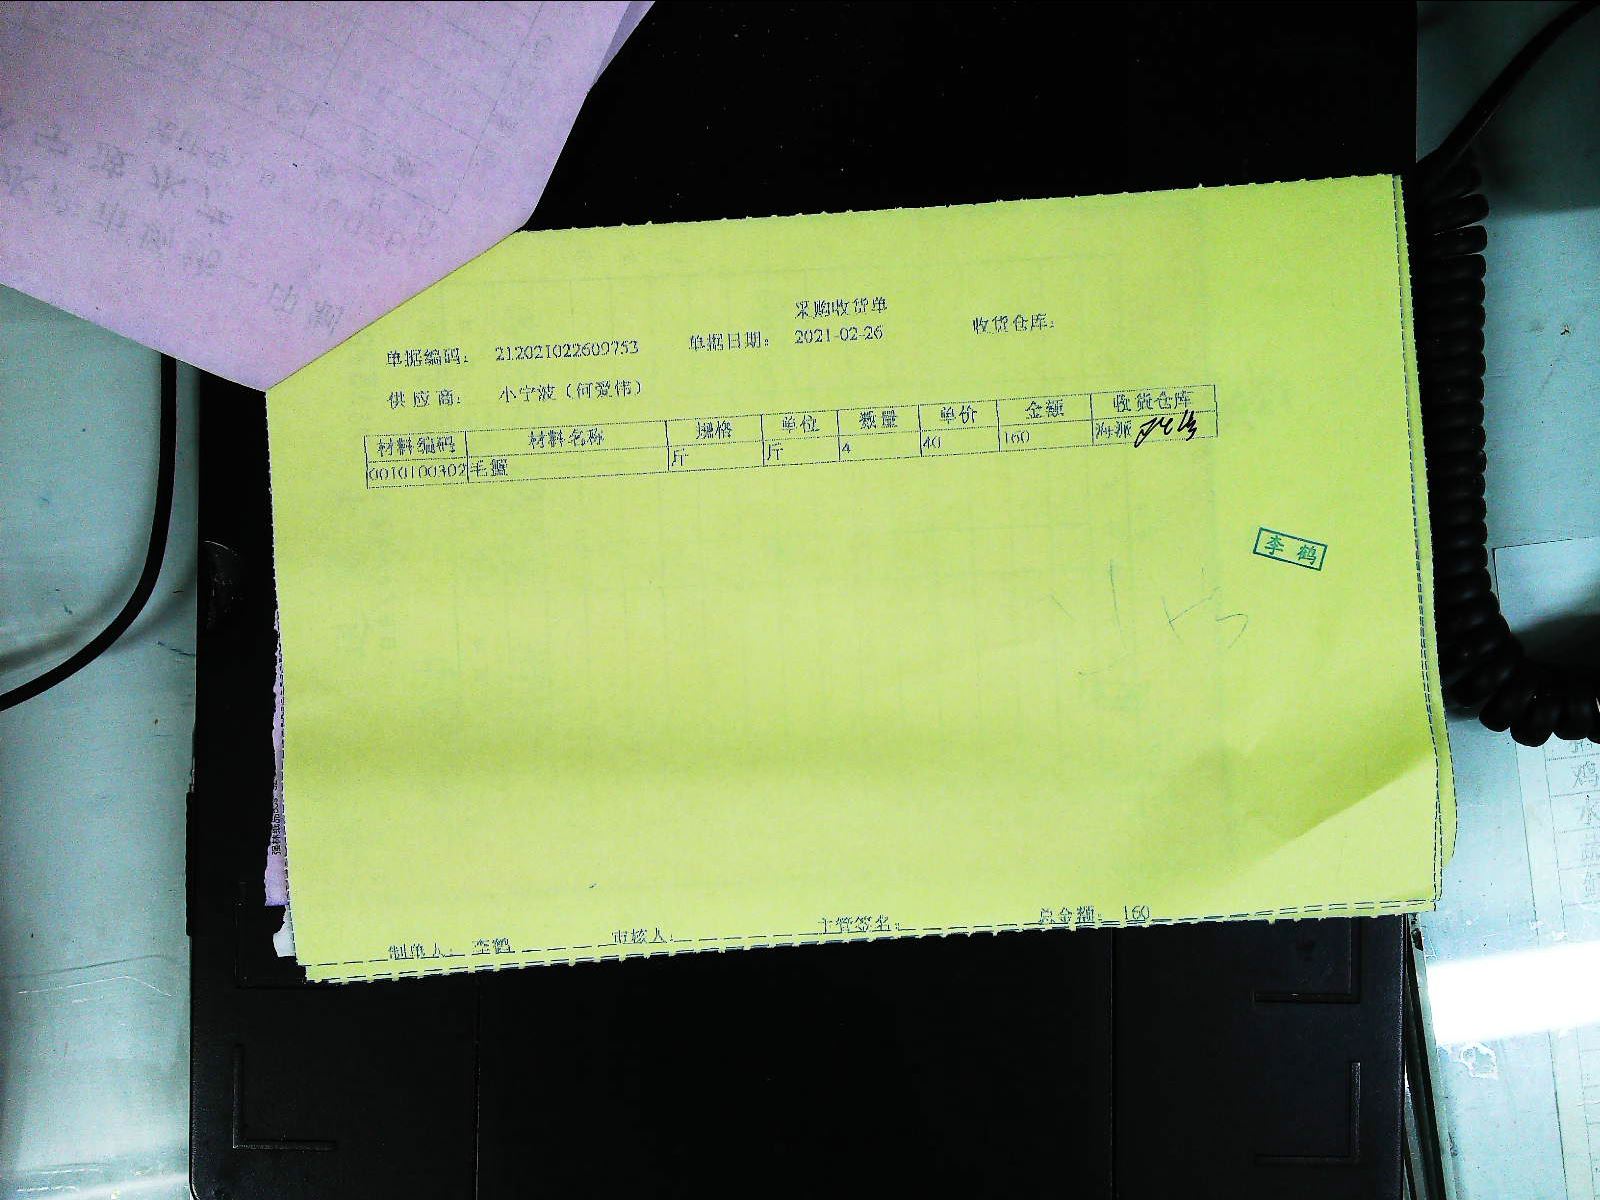 采购收货单
单据编码： 212021022609753 单据日期： 2021-02-26 收货仓库：
供应商： 小宁波（何爱伟）
材料编码 材料名称 规格 单位 数量 单价 金额 收货仓库
0010100302 毛蟹 斤 斤 4 40 160 海派
李鹤
制单人： 李鹤 审核人： 主管签名： 总金额： 160